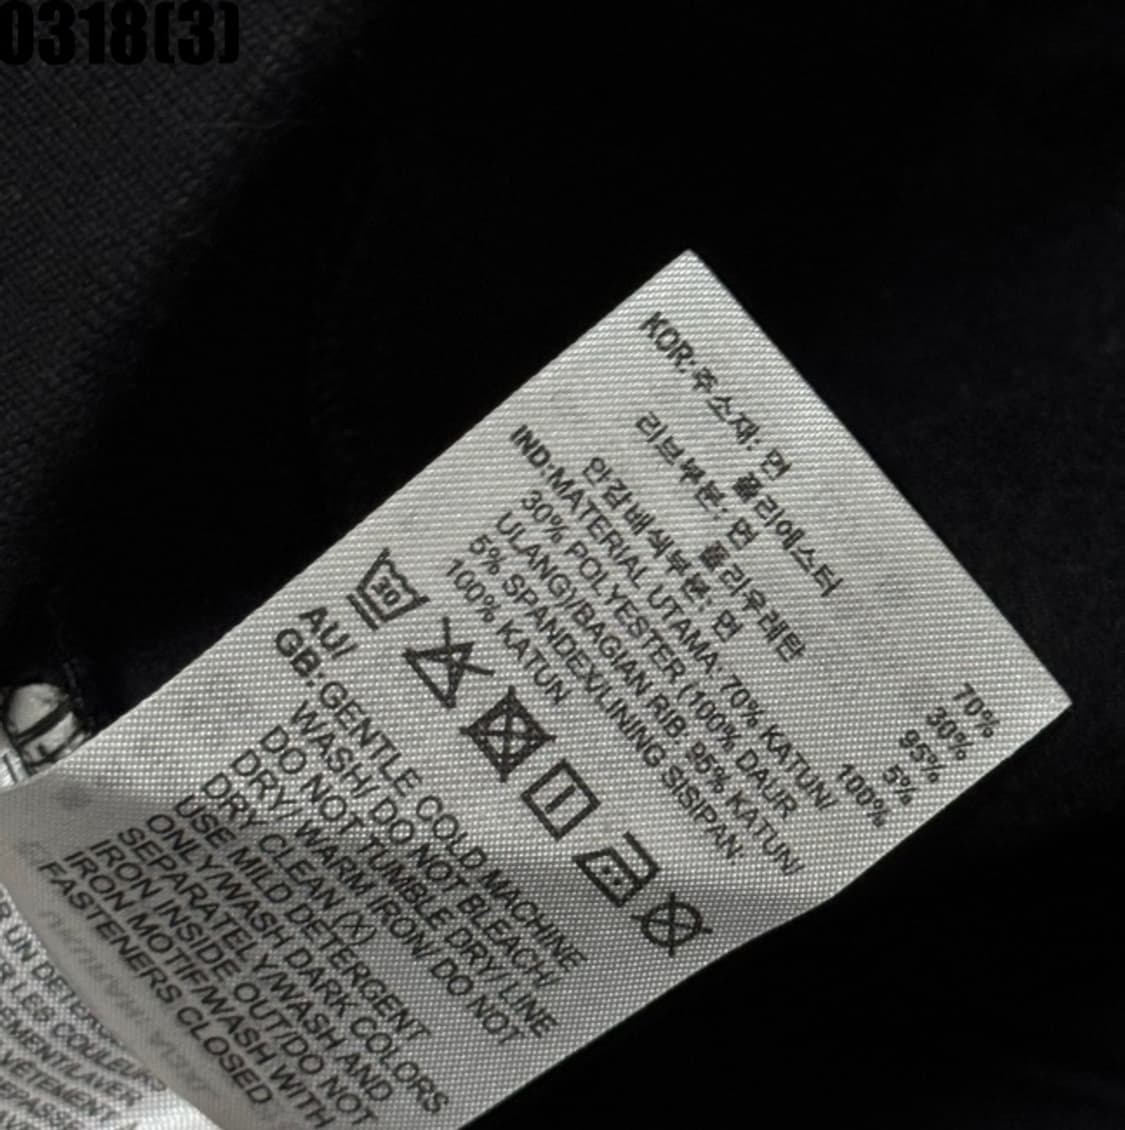 0318(3)
KOR: 주소재: 면 70%
폴리에스터 30%
리브부분: 면 95%
폴리우레탄 5%
안감배색부분: 면 100%
IND:MATERIAL UTAMA: 70% KATUN/
30% POLYESTER (100% DAUR
ULANG)/BAGIAN RIB: 95% KATUN/
5% SPANDEX/LINING SISIPAN:
100% KATUN
30
AU/
GB: GENTLE COLD MACHINE
WASH/ DO NOT BLEACH/
DO NOT TUMBLE DRY/ LINE
DRY/ WARM IRON/ DO NOT
DRY CLEAN (X)
USE MILD DETERGENT
ONLY/WASH DARK COLORS
SEPARATELY/WASH AND
IRON INSIDE OUT/DO NOT
IRON MOTIF/WASH WITH
FASTENERS CLOSED
UN
LES COULEURS